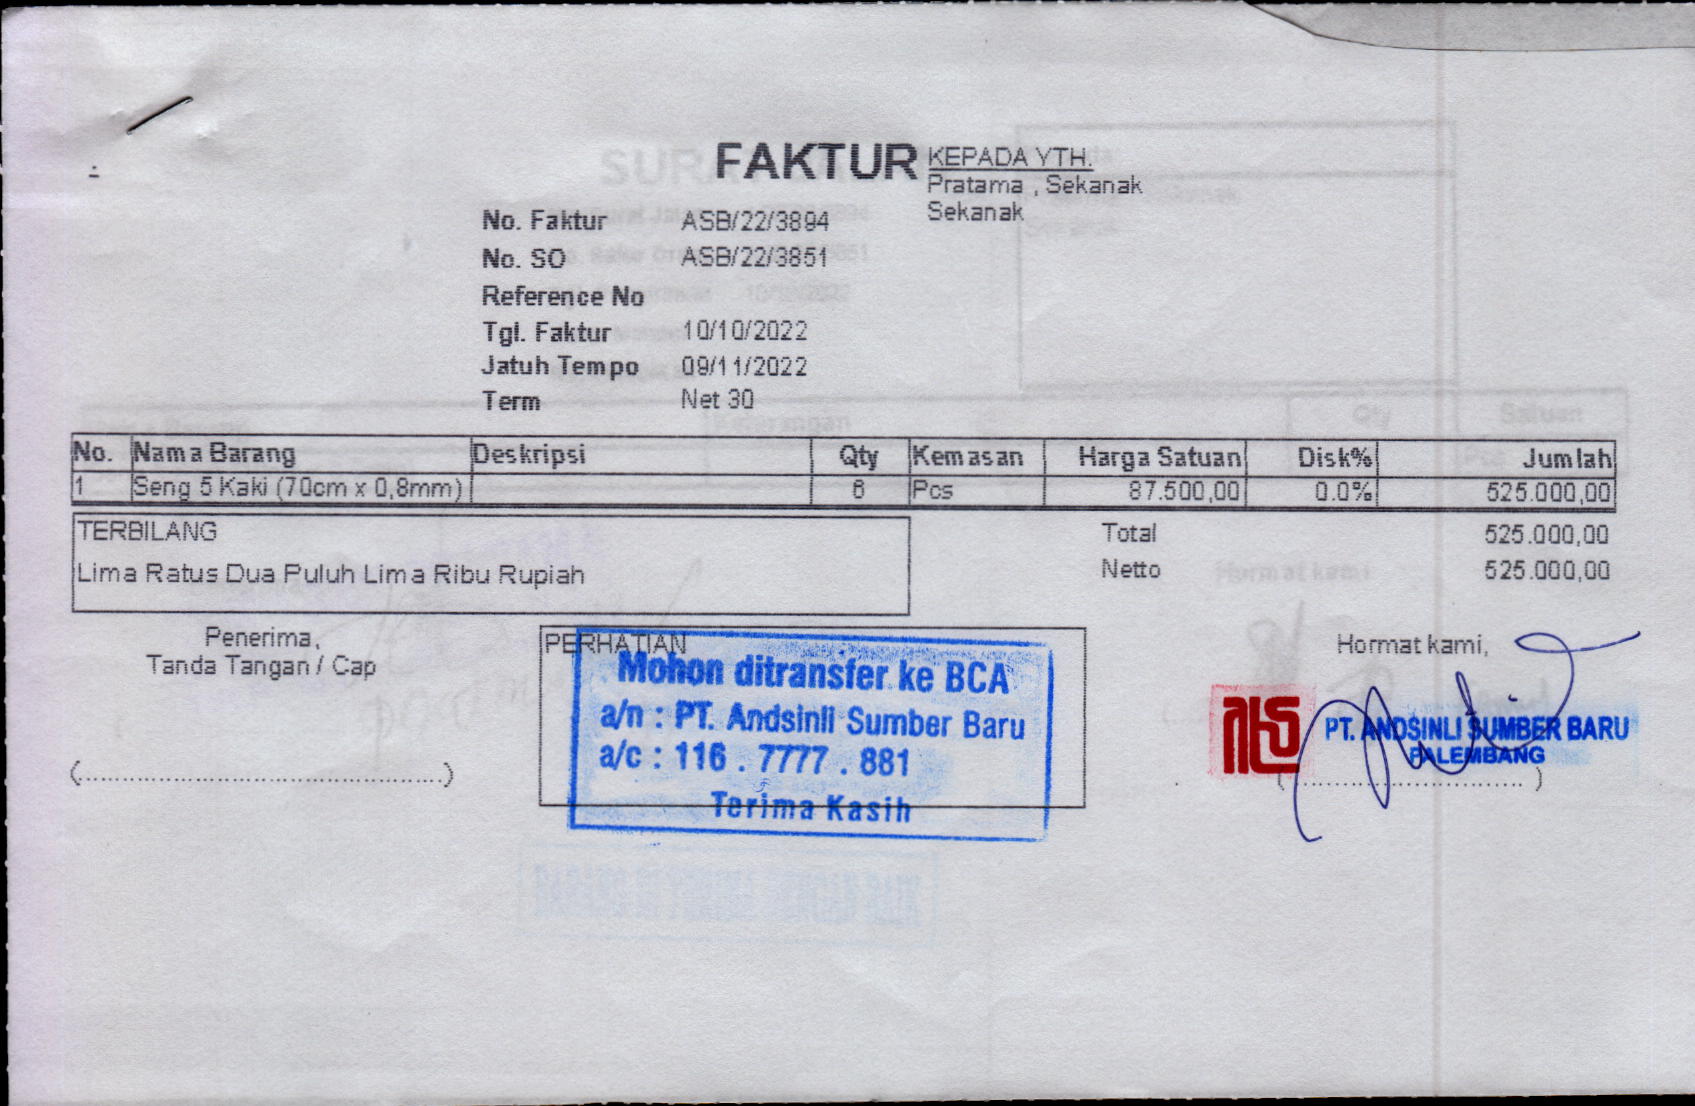 FAKTUR
KEPADA YTH.
Pratama , Sekanak
Sekanak
No. Faktur ASB/22/3894
No. SO ASB/22/3851
Reference No
Tgl. Faktur 10/10/2022
Jatuh Tempo 09/11/2022
Term Net 30
No. Nama Barang Deskripsi Qty Kemasan Harga Satuan Disk% Jumlah
1 Seng 5 Kaki (70cm x 0,8mm) 6 Pcs 87.500,00 0.0% 525.000,00
TERBILANG
Lima Ratus Dua Puluh Lima Ribu Rupiah
Total 525.000,00
Netto 525.000,00
Penerima,
Tanda Tangan / Cap
(..................................................)
PERHATIAN
Mohon ditransfer ke BCA
a/n : PT. Andsinli Sumber Baru
a/c : 116 . 7777 . 881
Terima Kasih
Hormat kami,
PT. ANDSINLI SUMBER BARU
PALEMBANG
(..................................)